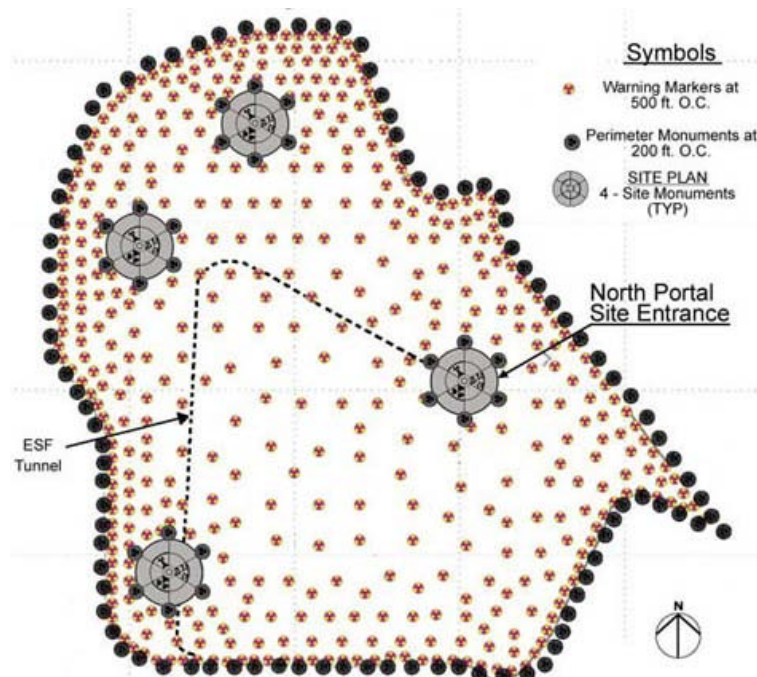 Symbols
Warning Markers at
500 ft. O.C.
Perimeter Monuments at
200 ft. O.C.
SITE PLAN
4 - Site Monuments
(TYP)
North Portal
Site Entrance
ESF
Tunnel
N